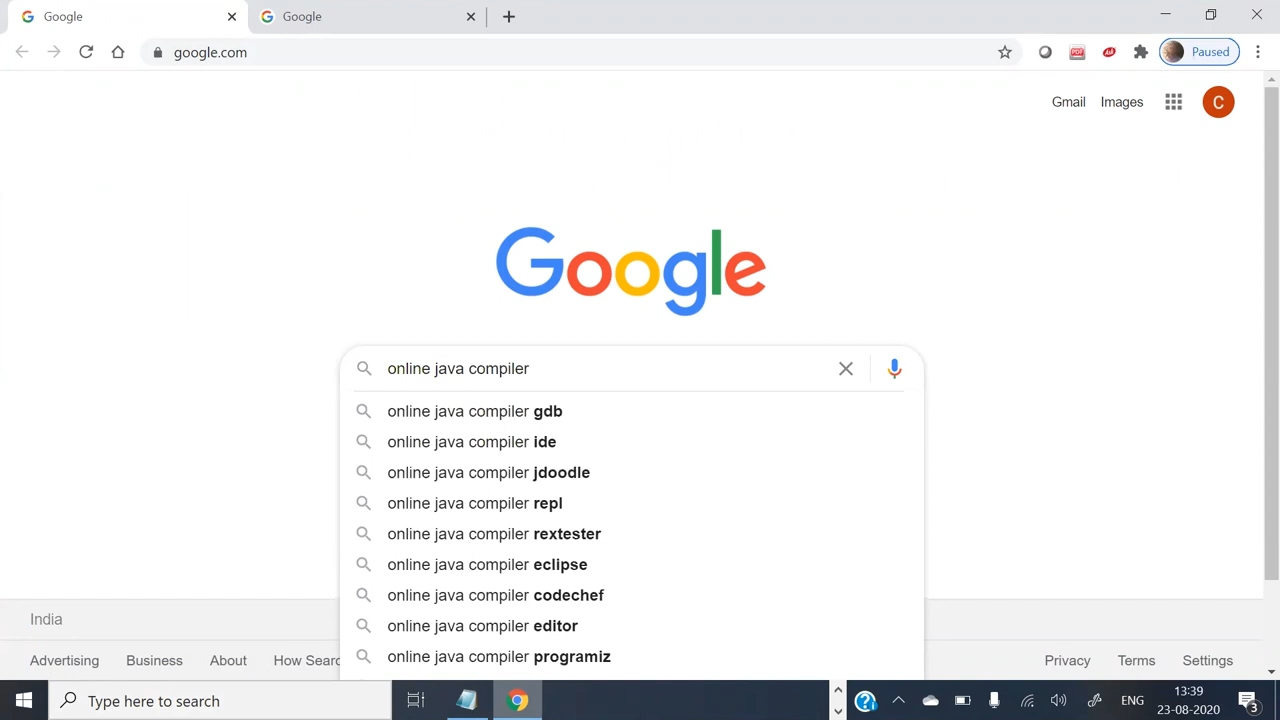 Google
Google
google.com
PDF
Paused
Gmail
Images
C
Google
online java compiler
online java compiler gdb
online java compiler ide
online java compiler jdoodle
online java compiler repl
online java compiler rextester
online java compiler eclipse
online java compiler codechef
online java compiler editor
online java compiler programiz
India
Advertising
Business
About
How Searc
Privacy
Terms
Settings
Type here to search
ENG
13:39
23-08-2020
3